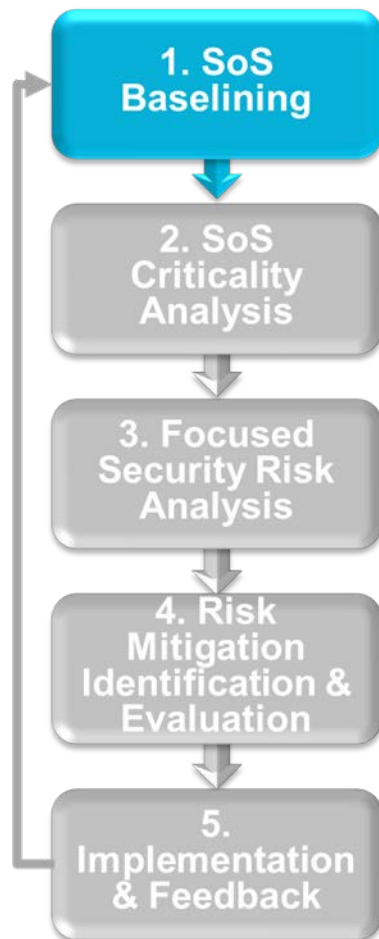 1. SoS
Baselining
2. SoS
Criticality
Analysis
3. Focused
Security Risk
Analysis
4. Risk
Mitigation
Identification &
Evaluation
5.
Implementation
& Feedback